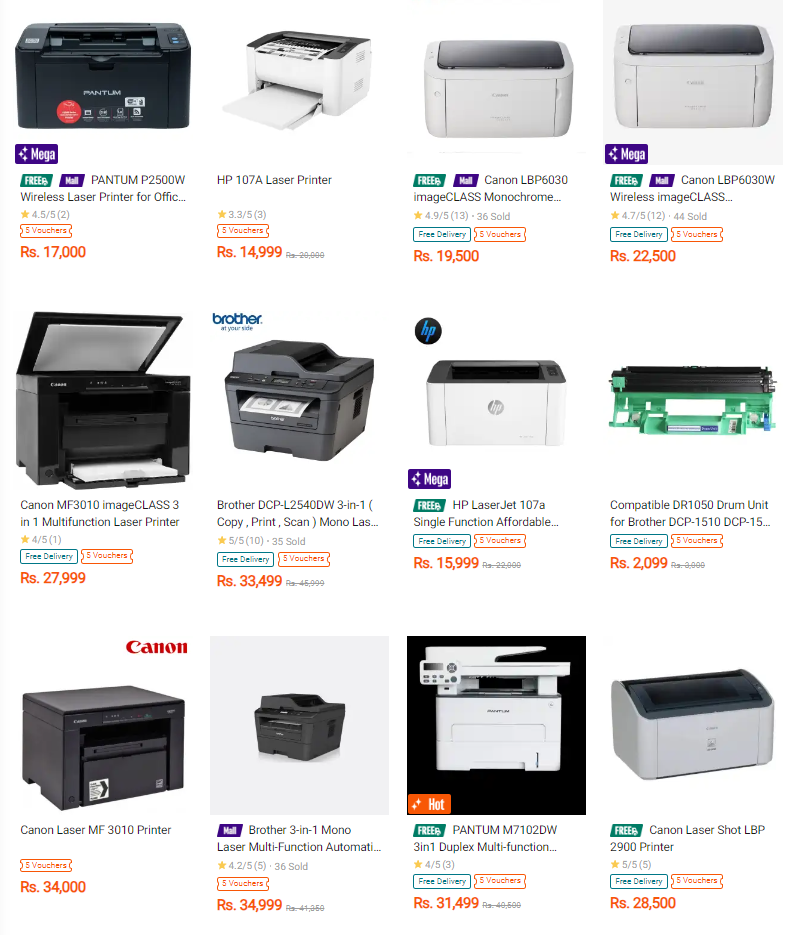 PANTUM
Mega
FREE Mall PANTUM P2500W
Wireless Laser Printer for Offic...
4.5/5 (2)
5 Vouchers
Rs. 17,000
HP 107A Laser Printer
3.3/5 (3)
5 Vouchers
Rs. 14,999 Rs. 20,000
Canon
FREE Mall Canon LBP6030
imageCLASS Monochrome...
4.9/5 (13) · 36 Sold
Free Delivery 5 Vouchers
Rs. 19,500
Canon
Mega
FREE Mall Canon LBP6030W
Wireless imageCLASS...
4.7/5 (12) · 44 Sold
Free Delivery 5 Vouchers
Rs. 22,500
Canon
Canon MF3010 imageCLASS 3
in 1 Multifunction Laser Printer
4/5 (1)
Free Delivery 5 Vouchers
Rs. 27,999
brother
at your side
brother
Brother DCP-L2540DW 3-in-1 (
Copy , Print , Scan ) Mono Las...
5/5 (10) · 35 Sold
Free Delivery 5 Vouchers
Rs. 33,499 Rs. 45,999
hp
hp
Mega
FREE HP LaserJet 107a
Single Function Affordable...
Free Delivery 5 Vouchers
Rs. 15,999 Rs. 22,000
Compatible DR1050 Drum Unit
for Brother DCP-1510 DCP-15...
Free Delivery 5 Vouchers
Rs. 2,099 Rs. 3,000
Canon
Canon
Canon Laser MF 3010 Printer
5 Vouchers
Rs. 34,000
Mall Brother 3-in-1 Mono
Laser Multi-Function Automati...
4.2/5 (5) · 36 Sold
5 Vouchers
Rs. 34,999 Rs. 41,350
PANTUM
Hot
FREE PANTUM M7102DW
3in1 Duplex Multi-function...
4/5 (3)
Free Delivery 5 Vouchers
Rs. 31,499 Rs. 40,500
Canon
FREE Canon Laser Shot LBP
2900 Printer
5/5 (5)
Free Delivery 5 Vouchers
Rs. 28,500